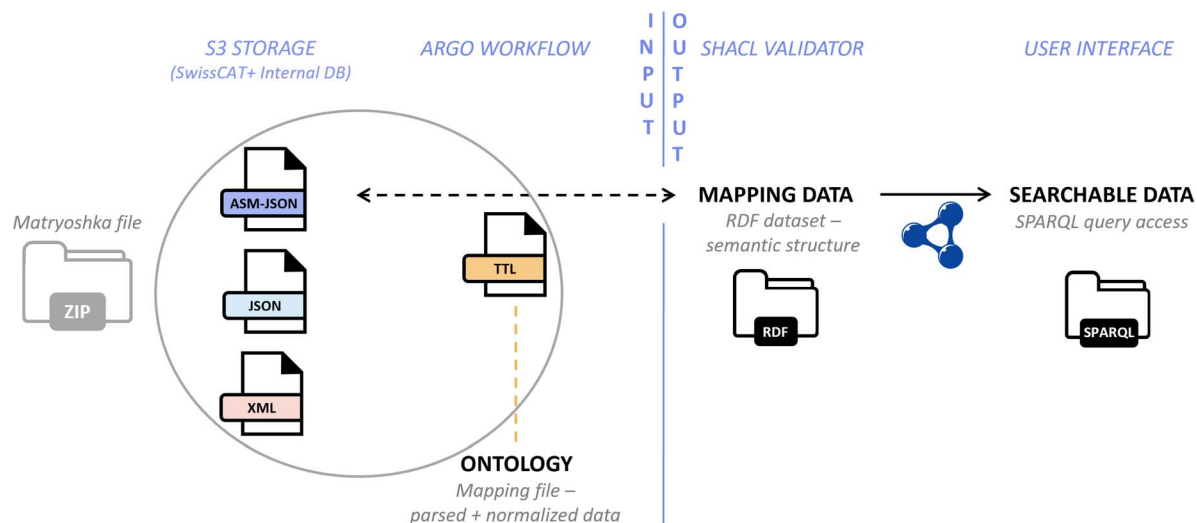 S3 STORAGE
(SwissCAT+ Internal DB)
ARGO WORKFLOW
INPUT
OUTPUT
SHACL VALIDATOR
USER INTERFACE
Matryoshka file
ZIP
ASM-JSON
JSON
XML
TTL
ONTOLOGY
Mapping file –
parsed + normalized data
MAPPING DATA
RDF dataset –
semantic structure
RDF
SEARCHABLE DATA
SPARQL query access
SPARQL